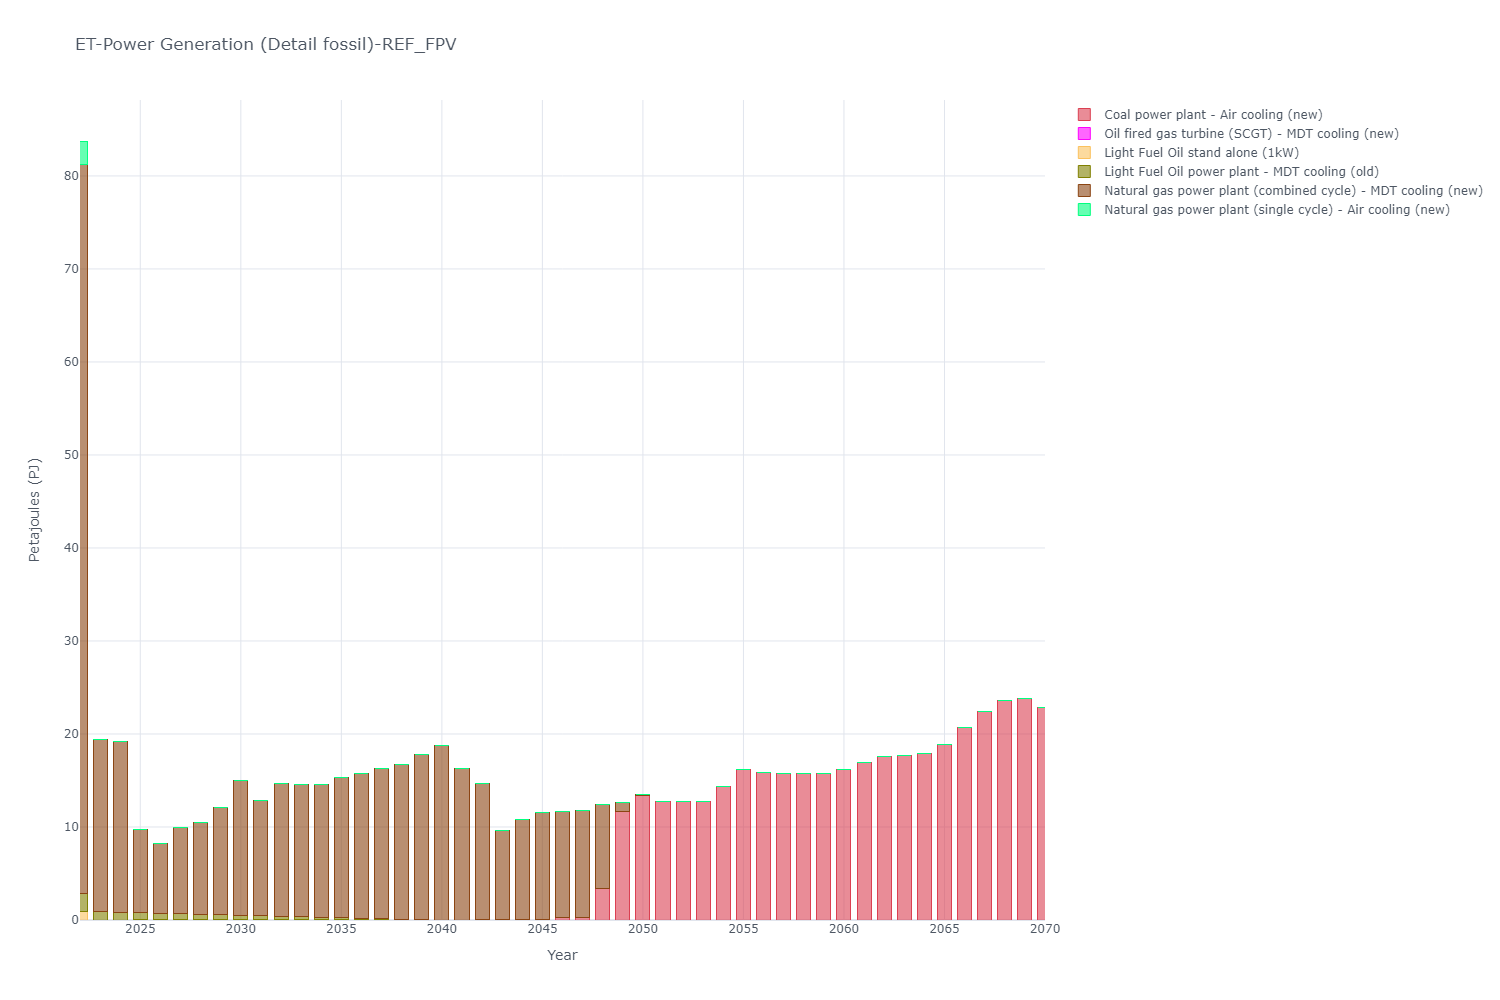 ET-Power Generation (Detail fossil)-REF_FPV
Coal power plant - Air cooling (new)
Oil fired gas turbine (SCGT) - MDT cooling (new)
Light Fuel Oil stand alone (1kW)
Light Fuel Oil power plant - MDT cooling (old)
Natural gas power plant (combined cycle) - MDT cooling (new)
Natural gas power plant (single cycle) - Air cooling (new)
80
70
60
50
40
30
20
10
0
Petajoules (PJ)
2025 2030 2035 2040 2045 2050 2055 2060 2065 2070
Year